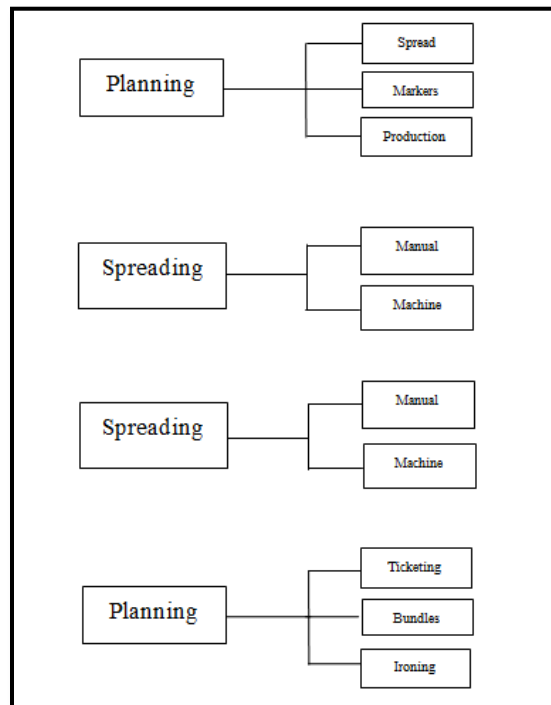 Planning
Spread
Markers
Production
Spreading
Manual
Machine
Spreading
Manual
Machine
Planning
Ticketing
Bundles
Ironing